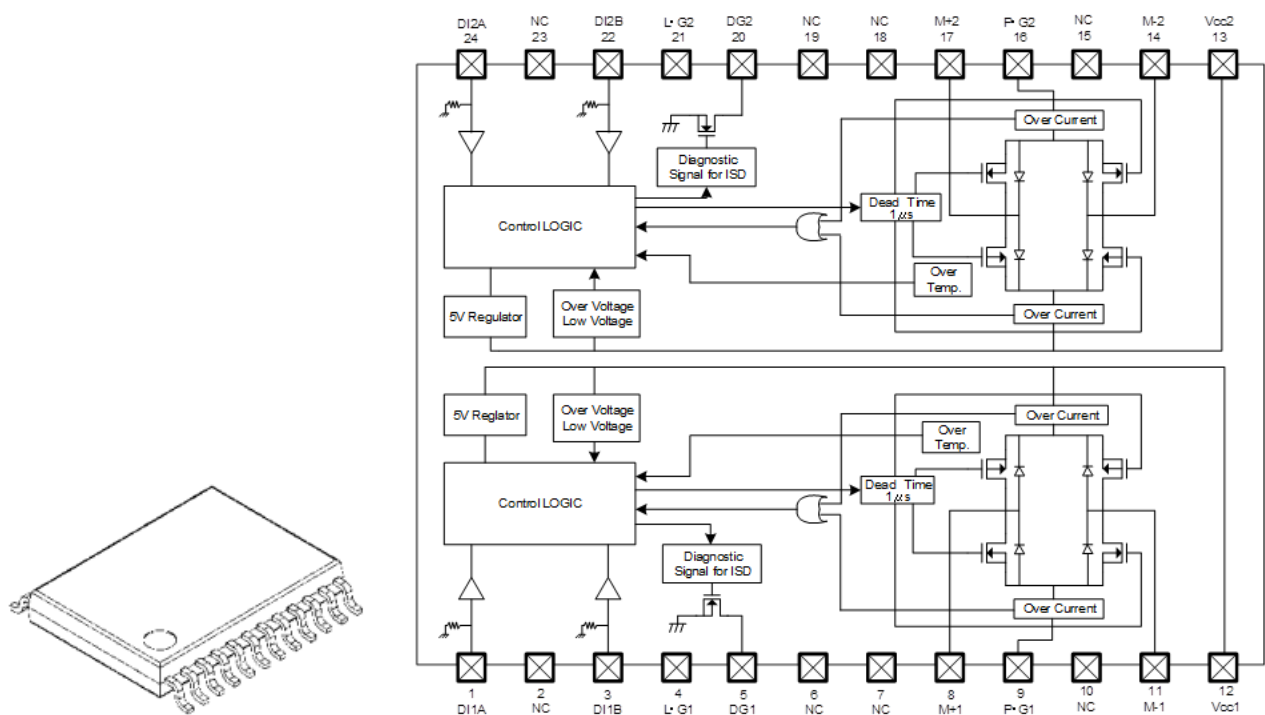 DI2A NC DI2B L·G2 DG2 NC NC M+2 P·G2 NC M-2 Vcc2
24 23 22 21 20 19 18 17 16 15 14 13
Over Current
Diagnostic
Signal for ISD
Dead Time
1μs
Control LOGIC
Over
Temp.
5V Regulator
Over Voltage
Low Voltage
Over Current
5V Reglator
Over Voltage
Low Voltage
Over Current
Over
Temp.
Dead Time
1μs
Control LOGIC
Diagnostic
Signal for ISD
Over Current
1 2 3 4 5 6 7 8 9 10 11 12
DI1A NC DI1B L·G1 DG1 NC NC M+1 P·G1 NC M-1 Vcc1